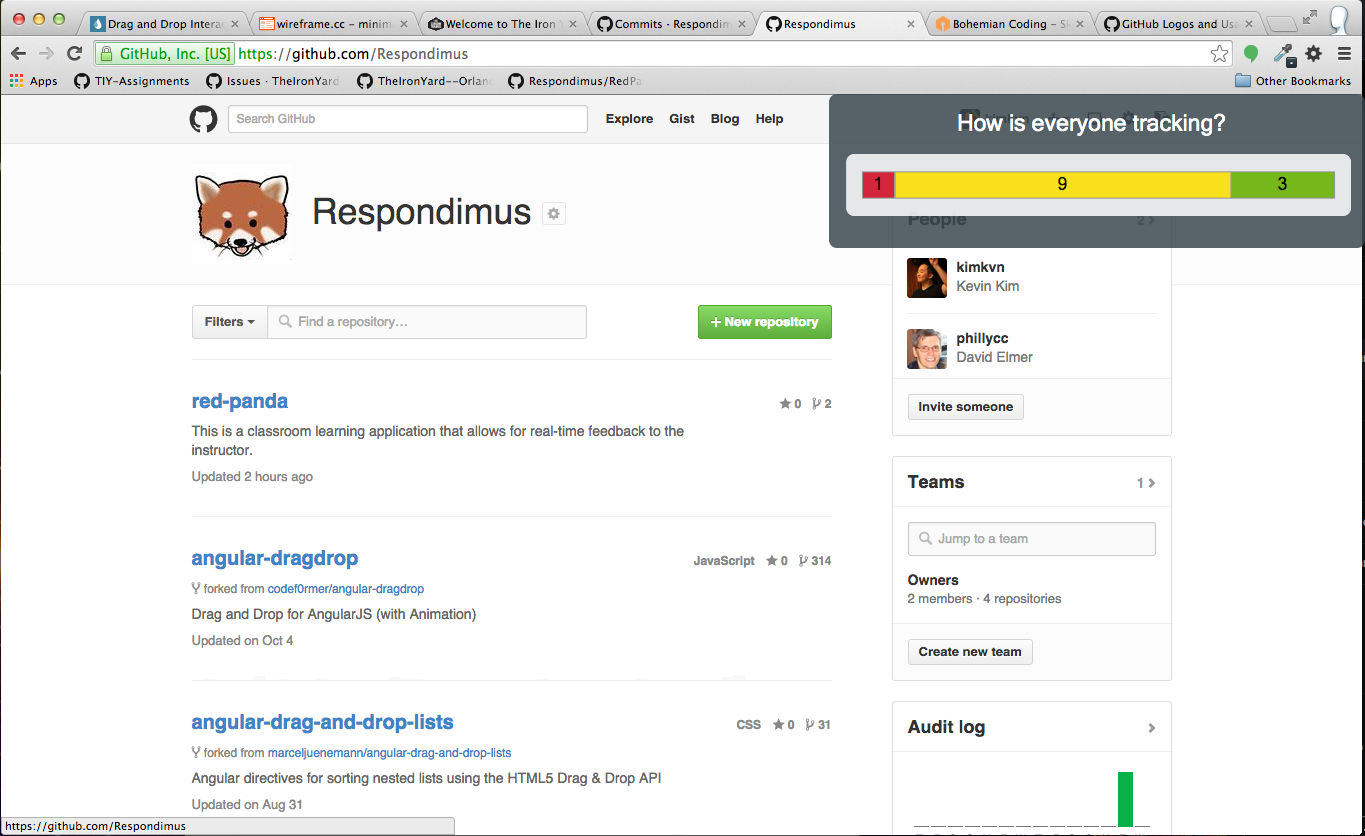 Drag and Drop Intera
wireframe.cc – minim
Welcome to The Iron Y
Commits · Respondim
Respondimus
Bohemian Coding – Sk
GitHub Logos and Usa
GitHub, Inc. [US] https://github.com/Respondimus
Apps TIY-Assignments Issues · TheIronYard TheIronYard--Orlan Respondimus/RedPa Other Bookmarks
Search GitHub Explore Gist Blog Help
How is everyone tracking?
1 9 3
Respondimus
People 2
kimkvn
Kevin Kim
phillycc
David Elmer
Invite someone
Filters Find a repository… + New repository
red-panda 0 2
This is a classroom learning application that allows for real-time feedback to the
instructor.
Updated 2 hours ago
angular-dragdrop JavaScript 0 314
forked from codef0rmer/angular-dragdrop
Drag and Drop for AngularJS (with Animation)
Updated on Oct 4
angular-drag-and-drop-lists CSS 0 31
forked from marceljuenemann/angular-drag-and-drop-lists
Angular directives for sorting nested lists using the HTML5 Drag & Drop API
Updated on Aug 31
Teams 1
Jump to a team
Owners
2 members · 4 repositories
Create new team
Audit log
https://github.com/Respondimus